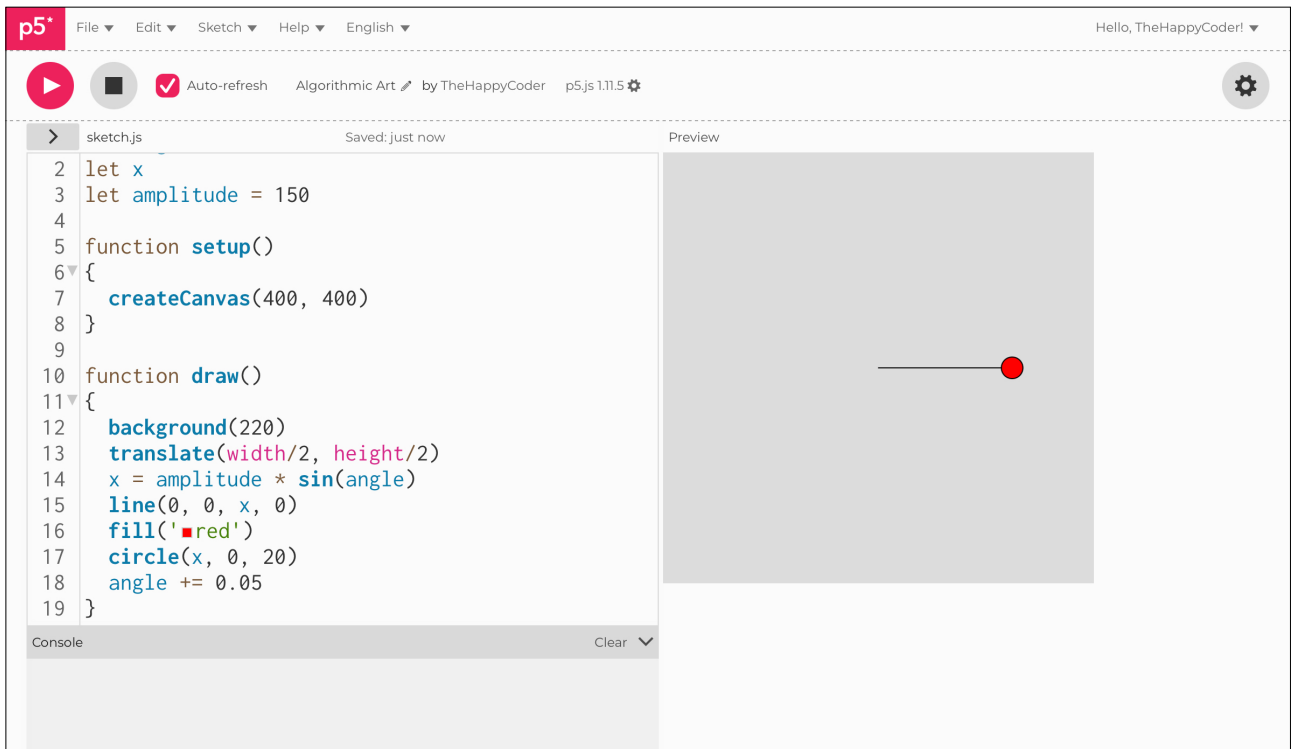 p5* File Edit Sketch Help English Hello, TheHappyCoder!
Auto-refresh Algorithmic Art by TheHappyCoder p5.js 1.11.5
sketch.js Saved: just now Preview
2 let x
3 let amplitude = 150
4
5 function setup()
6 {
7 createCanvas(400, 400)
8 }
9
10 function draw()
11 {
12 background(220)
13 translate(width/2, height/2)
14 x = amplitude * sin(angle)
15 line(0, 0, x, 0)
16 fill('red')
17 circle(x, 0, 20)
18 angle += 0.05
19 }
Console Clear